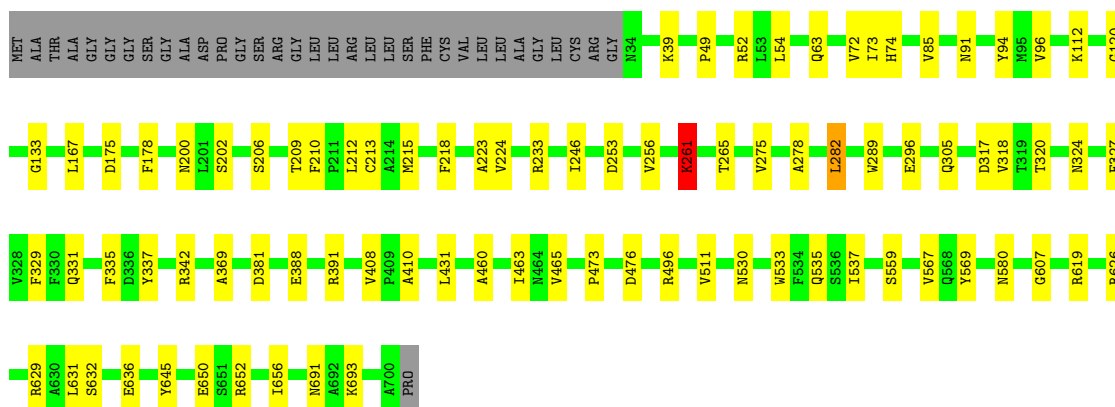 MET ALA THR ALA GLY GLY GLY SER GLY ALA ASP PRO GLY SER ARG GLY LEU LEU ARG LEU LEU SER PHE CYS VAL LEU LEU ALA GLY LEU CYS ARG GLY N34 K39 P49 R52 L53 L54 Q63 V72 I73 H74 V85 N91 Y94 M95 V96 K112
G133 L167 D175 F178 N200 L201 S202 S206 T209 F210 P211 L212 C213 A214 M215 F218 A223 V224 R233 I246 D253 V256 K261 T265 V275 A278 L282 W289 E296 Q305 D317 V318 T319 T320 N324
V328 F329 F330 Q331 F335 D336 Y337 R342 A369 D381 E388 R391 V408 P409 A410 L431 A460 I463 N464 V465 P473 D476 R496 V511 N530 W533 F534 Q535 S536 I537 S559 V567 Q568 Y569 N580 G607 R619
R629 A630 L631 S632 E636 Y645 E650 S651 R652 I656 N691 A692 K693 A700 PRO